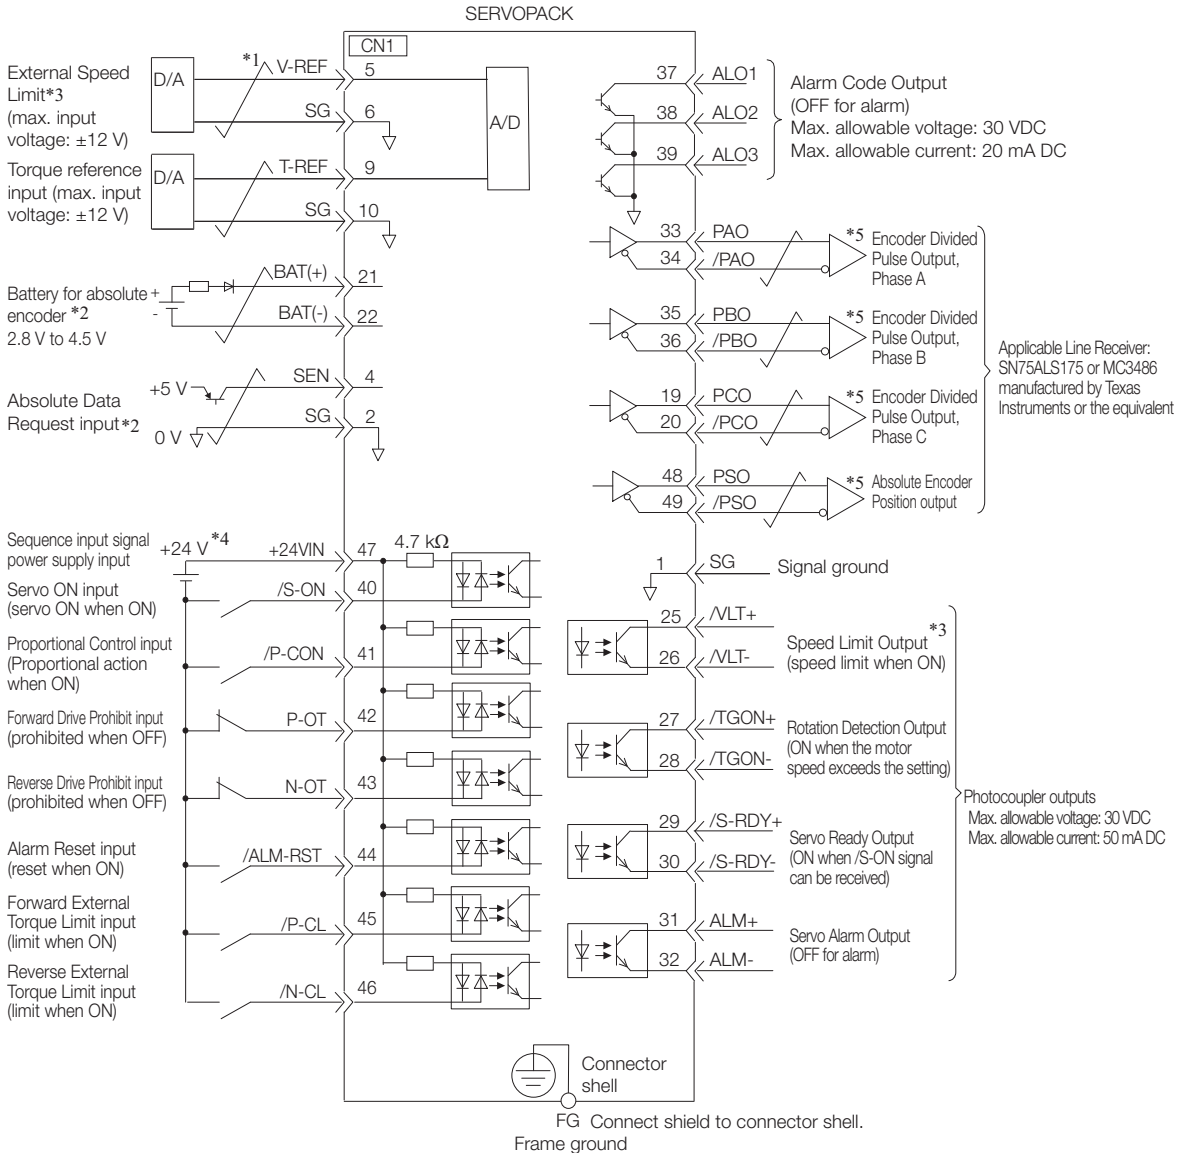 SERVOPACK
CN1
External Speed
Limit*3
(max. input
voltage: ±12 V)
D/A
*1
V-REF
5
SG
6
A/D
Torque reference
input (max. input
voltage: ±12 V)
D/A
T-REF
9
SG
10
Battery for absolute
encoder *2
2.8 V to 4.5 V
+
-
BAT(+)
21
BAT(-)
22
Absolute Data
Request input*2
+5 V
0 V
SEN
4
SG
2
Sequence input signal
power supply input
+24 V *4
+24VIN
47
4.7 kΩ
Servo ON input
(servo ON when ON)
/S-ON
40
Proportional Control input
(Proportional action
when ON)
/P-CON
41
Forward Drive Prohibit input
(prohibited when OFF)
P-OT
42
Reverse Drive Prohibit input
(prohibited when OFF)
N-OT
43
Alarm Reset input
(reset when ON)
/ALM-RST
44
Forward External
Torque Limit input
(limit when ON)
/P-CL
45
Reverse External
Torque Limit input
(limit when ON)
/N-CL
46
37
ALO1
38
ALO2
39
ALO3
Alarm Code Output
(OFF for alarm)
Max. allowable voltage: 30 VDC
Max. allowable current: 20 mA DC
33
PAO
34
/PAO
*5 Encoder Divided
Pulse Output,
Phase A
35
PBO
36
/PBO
*5 Encoder Divided
Pulse Output,
Phase B
19
PCO
20
/PCO
*5 Encoder Divided
Pulse Output,
Phase C
48
PSO
49
/PSO
*5 Absolute Encoder
Position output
Applicable Line Receiver:
SN75ALS175 or MC3486
manufactured by Texas
Instruments or the equivalent
1
SG
Signal ground
25
/VLT+
26
/VLT-
Speed Limit Output *3
(speed limit when ON)
27
/TGON+
28
/TGON-
Rotation Detection Output
(ON when the motor
speed exceeds the setting)
29
/S-RDY+
30
/S-RDY-
Servo Ready Output
(ON when /S-ON signal
can be received)
31
ALM+
32
ALM-
Servo Alarm Output
(OFF for alarm)
Photocoupler outputs
Max. allowable voltage: 30 VDC
Max. allowable current: 50 mA DC
Connector
shell
FG Connect shield to connector shell.
Frame ground